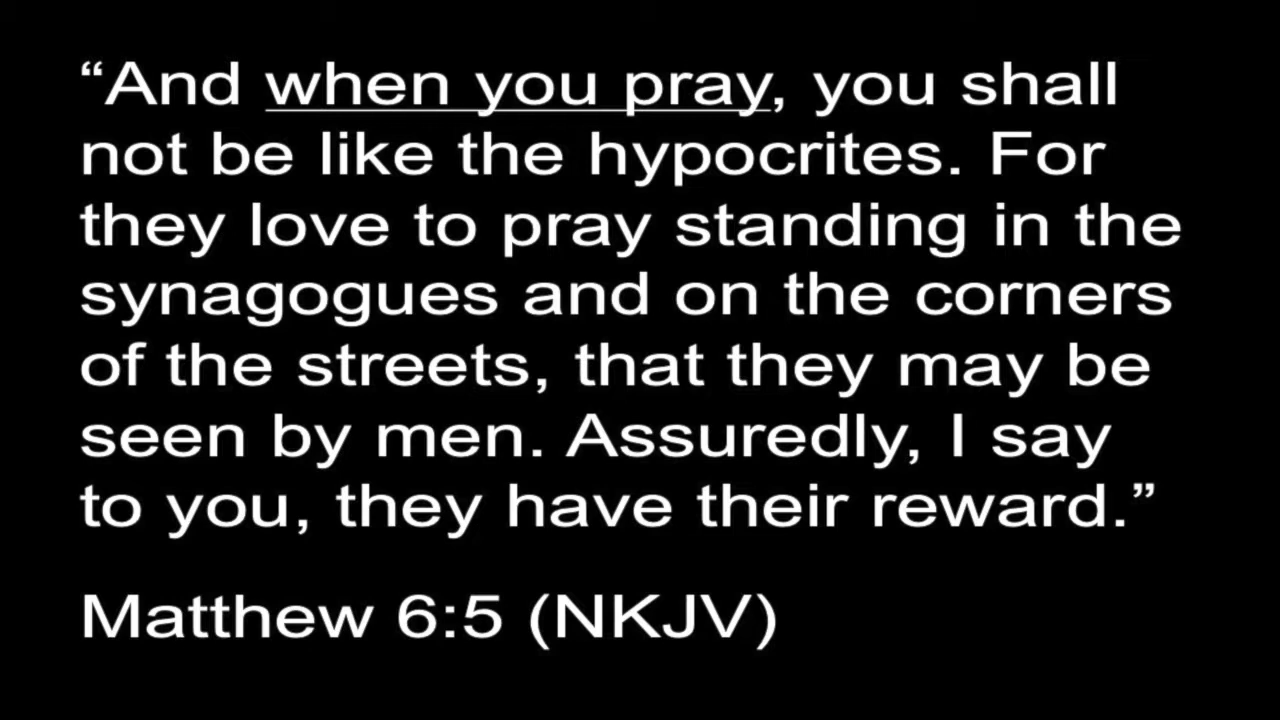 “And when you pray, you shall
not be like the hypocrites. For
they love to pray standing in the
synagogues and on the corners
of the streets, that they may be
seen by men. Assuredly, I say
to you, they have their reward.”
Matthew 6:5 (NKJV)